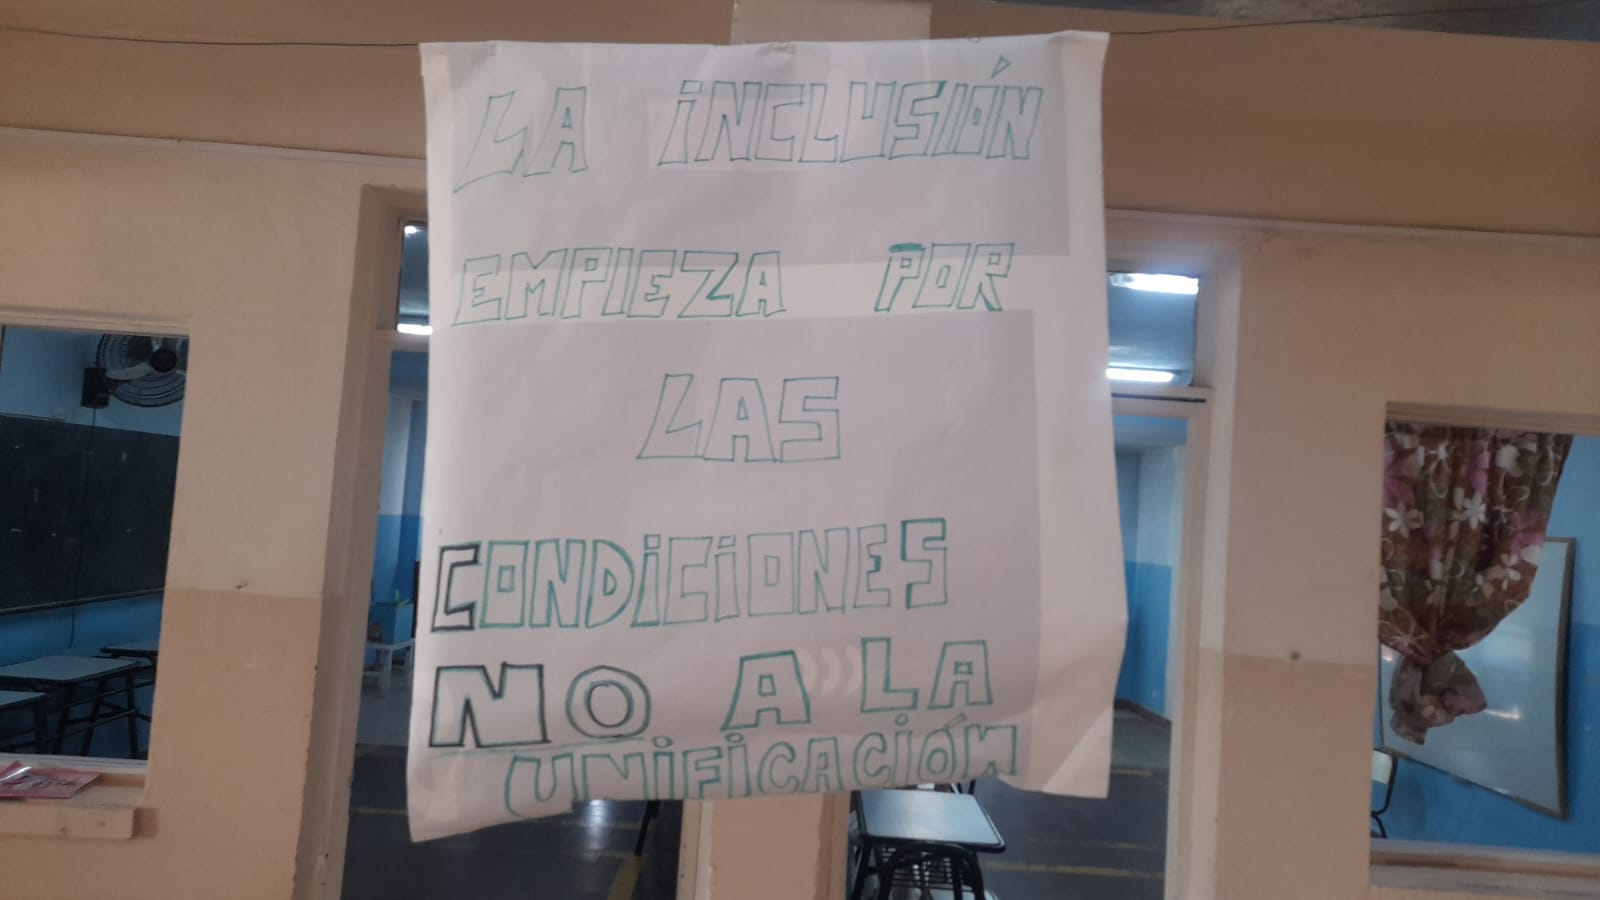 LA INCLUSIÓN
EMPIEZA POR
LAS
CONDICIONES
NO A LA
UNIFICACIÓN